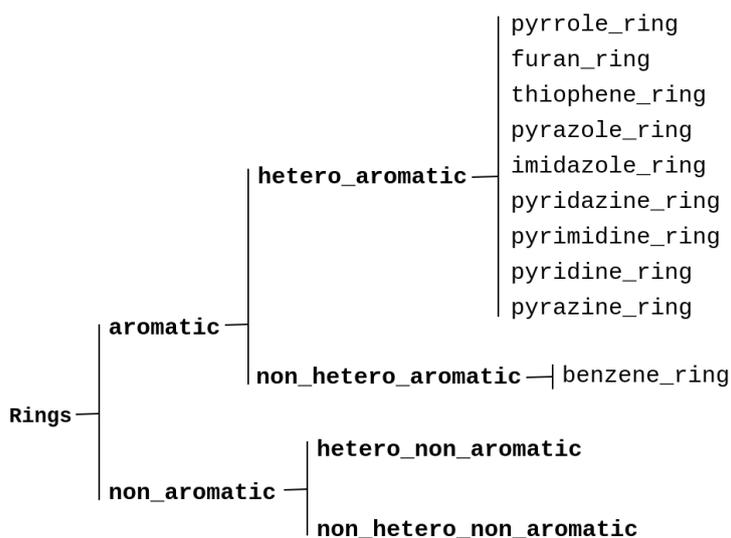 pyrrole_ring
furan_ring
thiophene_ring
pyrazole_ring
imidazole_ring
hetero_aromatic
pyridazine_ring
pyrimidine_ring
pyridine_ring
pyrazine_ring
aromatic
non_hetero_aromatic
benzene_ring
Rings
hetero_non_aromatic
non_aromatic
non_hetero_non_aromatic